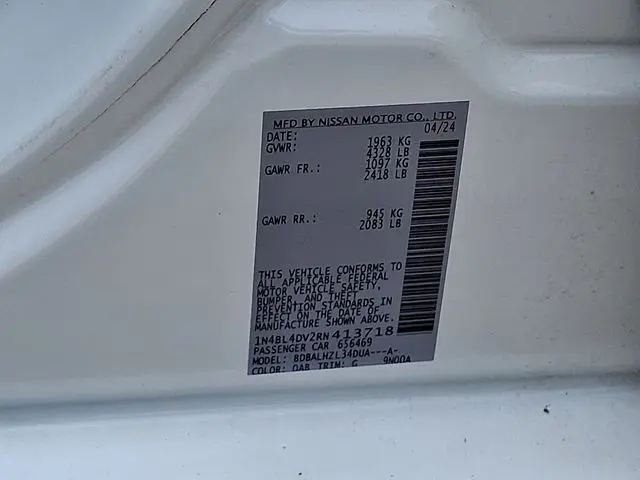 MFD BY NISSAN MOTOR CO., LTD.
DATE: 04/24
GVWR: 1963 KG
4328 LB
GAWR FR.: 1097 KG
2418 LB
GAWR RR.: 945 KG
2083 LB
THIS VEHICLE CONFORMS TO
ALL APPLICABLE FEDERAL
MOTOR VEHICLE SAFETY,
BUMPER, AND THEFT
PREVENTION STANDARDS IN
EFFECT ON THE DATE OF
MANUFACTURE SHOWN ABOVE.
1N4BL4DV2RN413718
PASSENGER CAR 656469
MODEL: BDBALHZL34DUA---A-
COLOR: QAB TRIM: G 9N00A